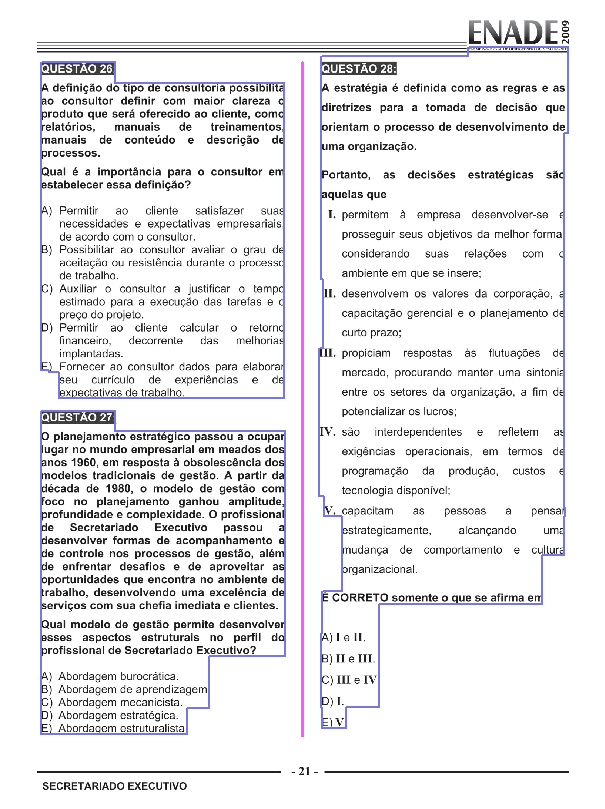 ENADE 2009
QUESTÃO 26
A definição do tipo de consultoria possibilita
ao consultor definir com maior clareza o
produto que será oferecido ao cliente, como
relatórios, manuais de treinamentos,
manuais de conteúdo e descrição de
processos.
Qual é a importância para o consultor em
estabelecer essa definição?
A) Permitir ao cliente satisfazer suas
necessidades e expectativas empresariais,
de acordo com o consultor.
B) Possibilitar ao consultor avaliar o grau de
aceitação ou resistência durante o processo
de trabalho.
C) Auxiliar o consultor a justificar o tempo
estimado para a execução das tarefas e o
preço do projeto.
D) Permitir ao cliente calcular o retorno
financeiro, decorrente das melhorias
implantadas.
E) Fornecer ao consultor dados para elaborar
seu currículo de experiências e de
expectativas de trabalho.
QUESTÃO 27
O planejamento estratégico passou a ocupar
lugar no mundo empresarial em meados dos
anos 1960, em resposta à obsolescência dos
modelos tradicionais de gestão. A partir da
década de 1980, o modelo de gestão com
foco no planejamento ganhou amplitude,
profundidade e complexidade. O profissional
de Secretariado Executivo passou a
desenvolver formas de acompanhamento e
de controle nos processos de gestão, além
de enfrentar desafios e de aproveitar as
oportunidades que encontra no ambiente de
trabalho, desenvolvendo uma excelência de
serviços com sua chefia imediata e clientes.
Qual modelo de gestão permite desenvolver
esses aspectos estruturais no perfil do
profissional de Secretariado Executivo?
A) Abordagem burocrática.
B) Abordagem de aprendizagem
C) Abordagem mecanicista.
D) Abordagem estratégica.
E) Abordagem estruturalista
QUESTÃO 28:
A estratégia é definida como as regras e as
diretrizes para a tomada de decisão que
orientam o processo de desenvolvimento de
uma organização.
Portanto, as decisões estratégicas são
aquelas que
I. permitem à empresa desenvolver-se e
prosseguir seus objetivos da melhor forma,
considerando suas relações com o
ambiente em que se insere;
II. desenvolvem os valores da corporação, a
capacitação gerencial e o planejamento de
curto prazo;
III. propiciam respostas às flutuações de
mercado, procurando manter uma sintonia
entre os setores da organização, a fim de
potencializar os lucros;
IV. são interdependentes e refletem as
exigências operacionais, em termos de
programação da produção, custos e
tecnologia disponível;
V. capacitam as pessoas a pensar
estrategicamente, alcançando uma
mudança de comportamento e cultura
organizacional.
É CORRETO somente o que se afirma em
A) I e II.
B) II e III.
C) III e IV
D) I.
E) V
- 21 -
SECRETARIADO EXECUTIVO